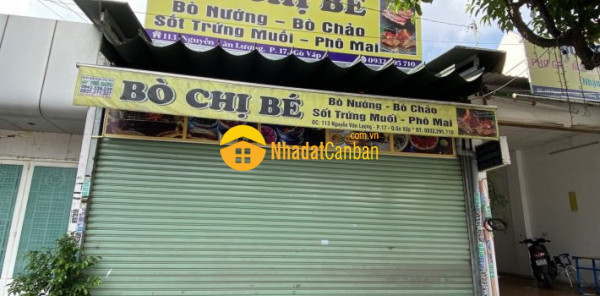 CHỊ BÉ
Bò Nướng - Bò Chảo
Sốt Trứng Muối - Phô Mai
113 Nguyễn Văn Lượng, P.17, Gò Vấp
BÒ CHỊ BÉ
Bò Nướng - Bò Chảo
Sốt Trứng Muối - Phô Mai
ĐC: 113 Nguyễn Văn Lượng - P.17 - Q.Gò Vấp * ĐT: 0932.295.710
NhadatCanban
.com.vn